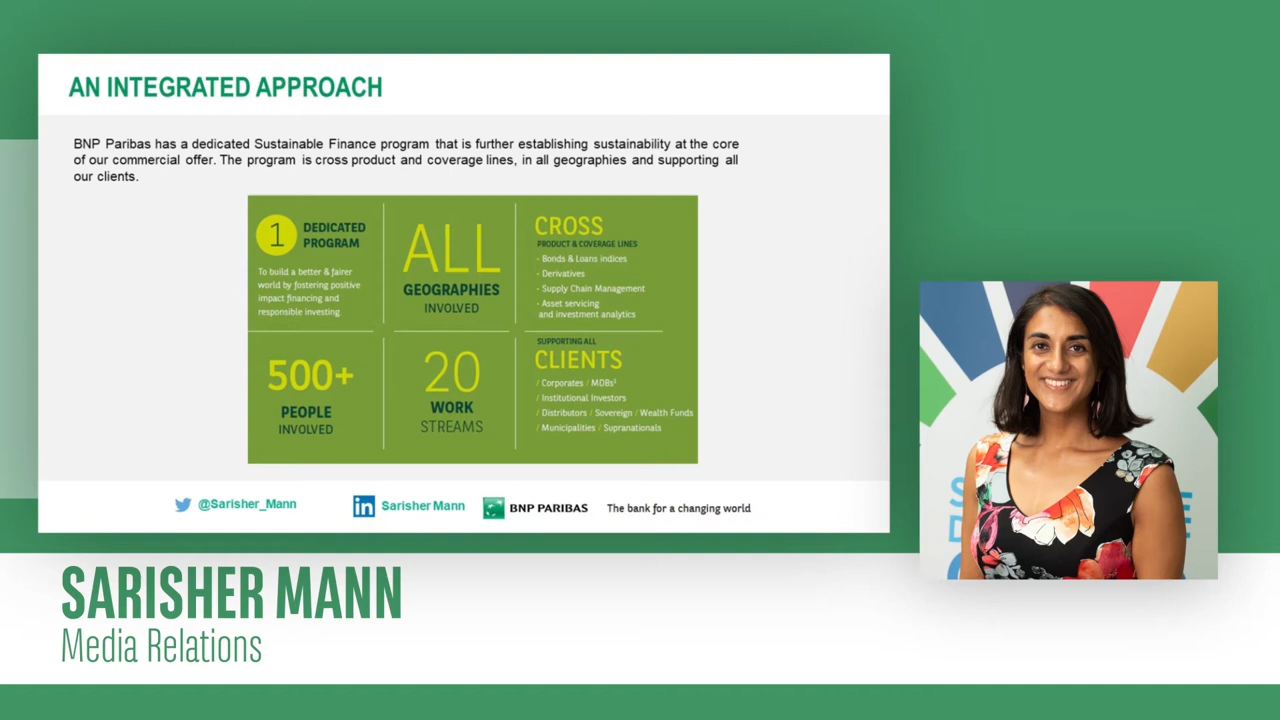 AN INTEGRATED APPROACH
BNP Paribas has a dedicated Sustainable Finance program that is further establishing sustainability at the core
of our commercial offer. The program is cross product and coverage lines, in all geographies and supporting all
our clients.
1 DEDICATED
PROGRAM
To build a better & fairer
world by fostering positive
impact financing and
responsible investing.
ALL
GEOGRAPHIES
INVOLVED
CROSS
PRODUCT & COVERAGE LINES
- Bonds & Loans indices
- Derivatives
- Supply Chain Management
- Asset servicing
and investment analytics
500+
PEOPLE
INVOLVED
20
WORK
STREAMS
SUPPORTING ALL
CLIENTS
/ Corporates / MDBs¹
/ Institutional Investors
/ Distributors / Sovereign / Wealth Funds
/ Municipalities / Supranationals
@Sarisher_Mann
in Sarisher Mann
BNP PARIBAS
The bank for a changing world
SARISHER MANN
Media Relations